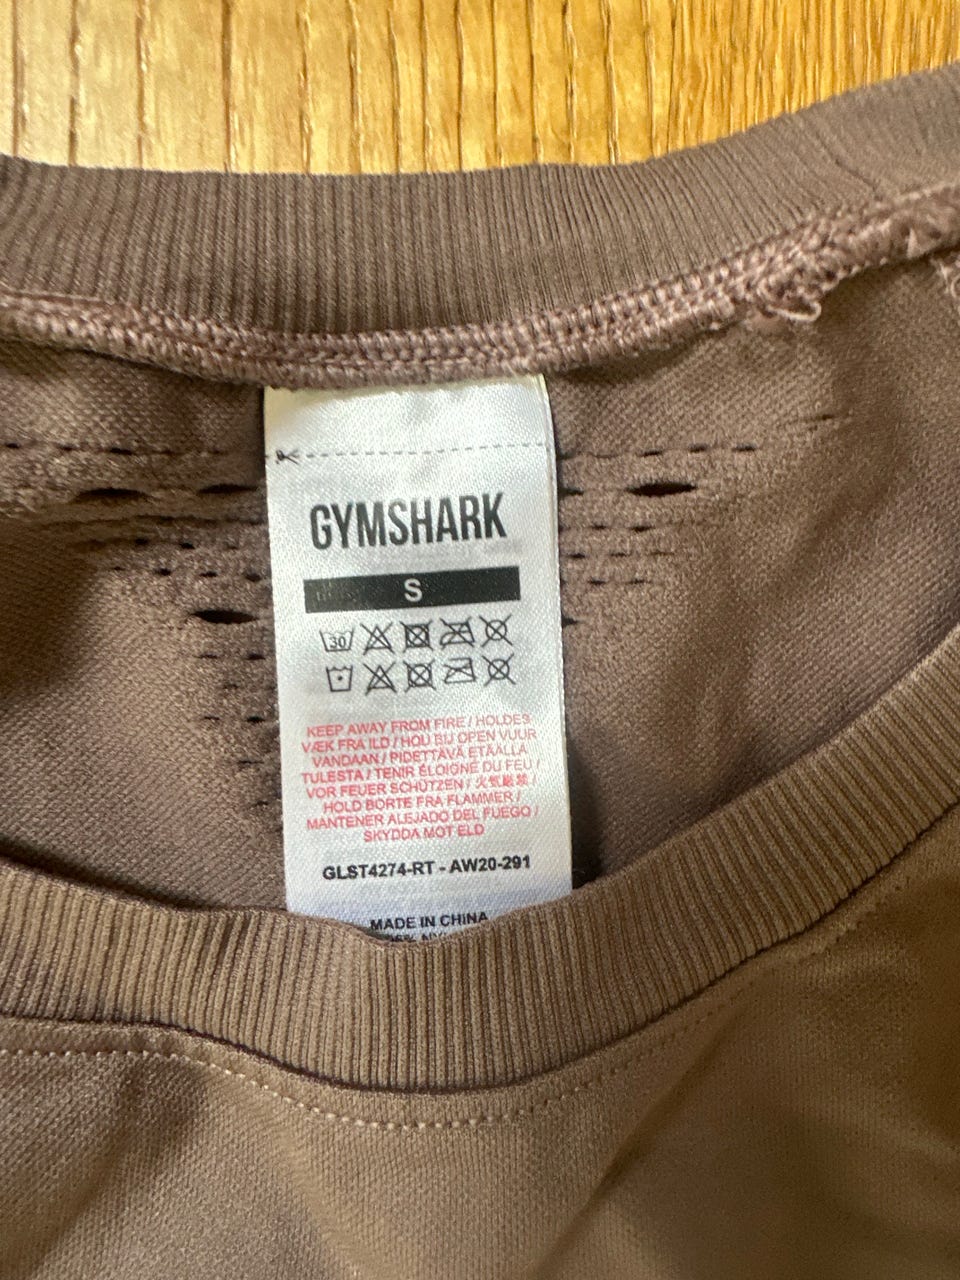 GYMSHARK
S
30
KEEP AWAY FROM FIRE / HOLDES
VÆK FRA ILD / HOU BIJ OPEN VUUR
VANDAAN / PIDETTÄVÄ ETÄÄLLÄ
TULESTA / TENIR ÉLOIGNÉ DU FEU /
VOR FEUER SCHÜTZEN / 火気厳禁 /
HOLD BORTE FRA FLAMMER /
MANTENER ALEJADO DEL FUEGO /
SKYDDA MOT ELD
GLST4274-RT - AW20-291
MADE IN CHINA